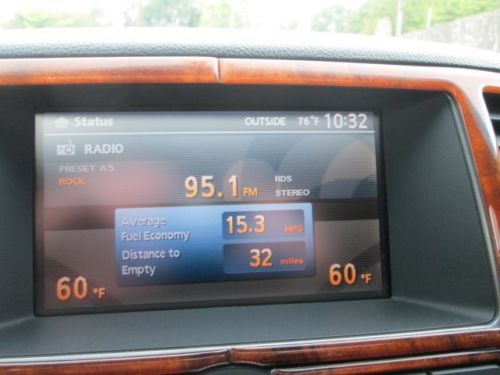 Status OUTSIDE 76°F 10:32
RADIO
PRESET A5
ROCK
95.1 FM
RDS
STEREO
Average
Fuel Economy
15.3 MPG
Distance to
Empty
32 miles
60°F
60°F